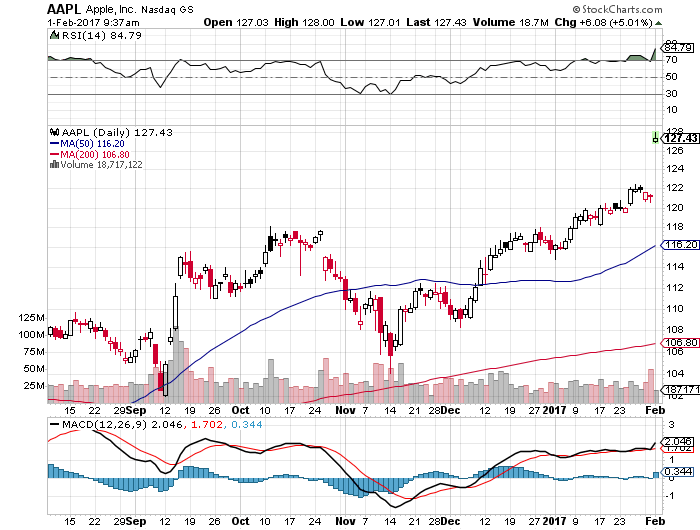 AAPL Apple, Inc. Nasdaq GS © StockCharts.com
1-Feb-2017 9:37am Open 127.03 High 128.00 Low 127.01 Last 127.43 Volume 18.7M Chg +6.08 (+5.01%)
RSI(14) 84.79
90
84.79
70
50
30
10
AAPL (Daily) 127.43
MA(50) 116.20
MA(200) 106.80
Volume 18,717,122
128
127.43
126
124
122
120
118
116.20
114
112
110
108
106.80
104
102
125M
100M
75M
50M
25M
15 22 29 Sep 12 19 26 Oct 10 17 24 Nov 7 14 21 28 Dec 12 19 27 2017 9 17 23 Feb
MACD(12,26,9) 2.046, 1.702, 0.344
3
2.046
1.702
1
0.344
-1
15 22 29 Sep 12 19 26 Oct 10 17 24 Nov 7 14 21 28 Dec 12 19 27 2017 9 17 23 Feb